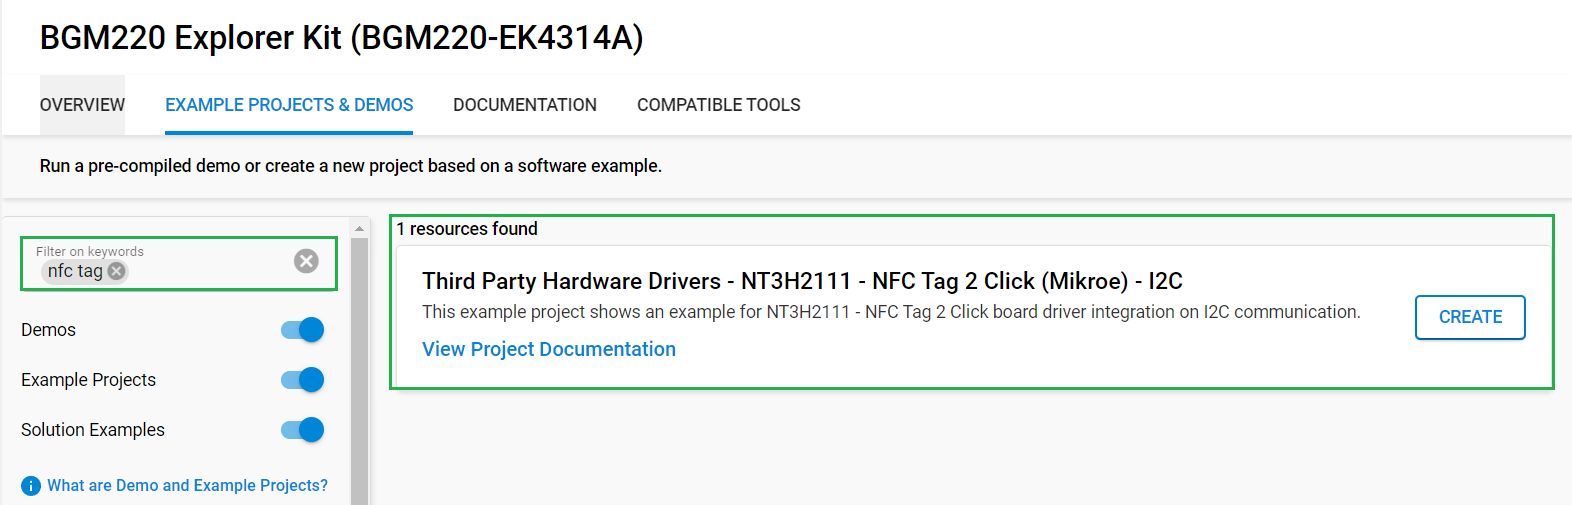 BGM220 Explorer Kit (BGM220-EK4314A)
OVERVIEW EXAMPLE PROJECTS & DEMOS DOCUMENTATION COMPATIBLE TOOLS
Run a pre-compiled demo or create a new project based on a software example.
Filter on keywords
nfc tag
Demos
Example Projects
Solution Examples
What are Demo and Example Projects?
1 resources found
Third Party Hardware Drivers - NT3H2111 - NFC Tag 2 Click (Mikroe) - I2C
This example project shows an example for NT3H2111 - NFC Tag 2 Click board driver integration on I2C communication.
View Project Documentation
CREATE